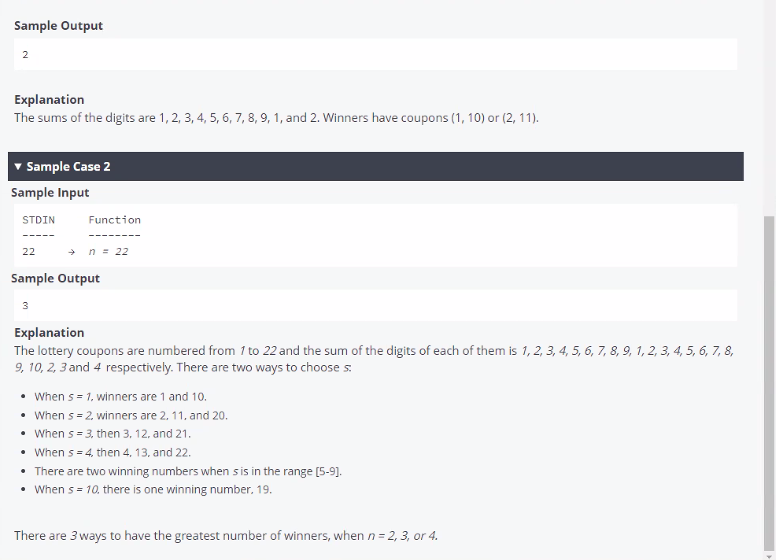 Sample Output
2
Explanation
The sums of the digits are 1, 2, 3, 4, 5, 6, 7, 8, 9, 1, and 2. Winners have coupons (1, 10) or (2, 11).
▼ Sample Case 2
Sample Input
STDIN Function
----- --------
22 → n = 22
Sample Output
3
Explanation
The lottery coupons are numbered from 1 to 22 and the sum of the digits of each of them is 1, 2, 3, 4, 5, 6, 7, 8, 9, 1, 2, 3, 4, 5, 6, 7, 8,
9, 10, 2, 3 and 4 respectively. There are two ways to choose s:
• When s = 1, winners are 1 and 10.
• When s = 2, winners are 2, 11, and 20.
• When s = 3, then 3, 12, and 21.
• When s = 4, then 4, 13, and 22.
• There are two winning numbers when s is in the range [5-9].
• When s = 10, there is one winning number, 19.
There are 3 ways to have the greatest number of winners, when n = 2, 3, or 4.